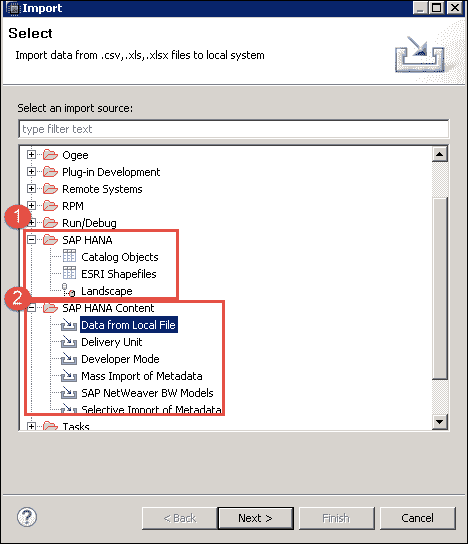 Import
Select
Import data from .csv,.xls,.xlsx files to local system
Select an import source:
type filter text
Ogee
Plug-in Development
Remote Systems
RPM
1
Run/Debug
SAP HANA
Catalog Objects
ESRI Shapefiles
Landscape
2
SAP HANA Content
Data from Local File
Delivery Unit
Developer Mode
Mass Import of Metadata
SAP NetWeaver BW Models
Selective Import of Metadata
Tasks
?
< Back
Next >
Finish
Cancel